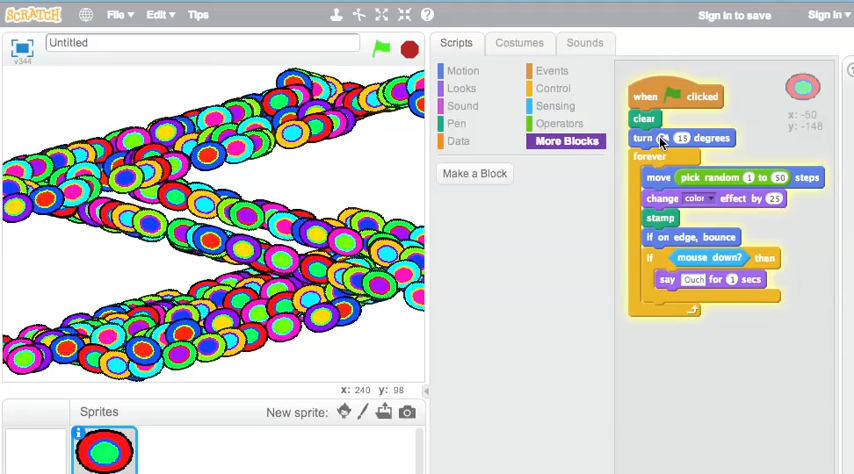 SCRATCH File Edit Tips Sign in to save Sign in
v344 Untitled
Scripts Costumes Sounds
Motion Events
Looks Control
Sound Sensing
Pen Operators
Data More Blocks
Make a Block
when clicked
clear
turn 15 degrees
forever
move pick random 1 to 50 steps
change color effect by 25
stamp
if on edge, bounce
if mouse down? then
say Ouch for 1 secs
x: -50
y: -148
x: 240 y: 98
Sprites New sprite: